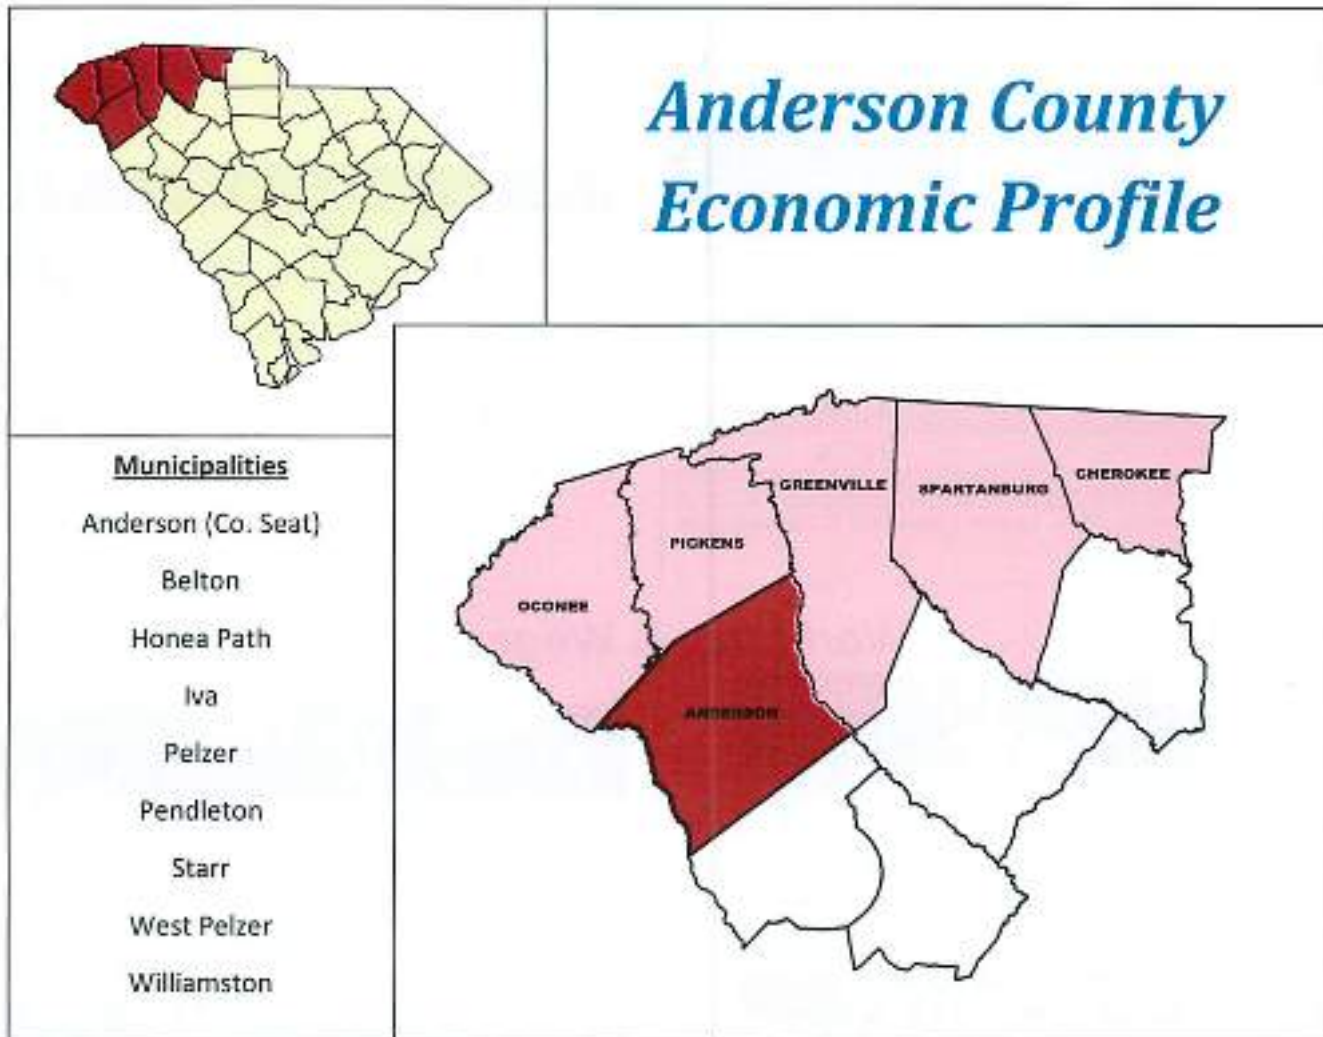 Anderson County
Economic Profile
Municipalities
Anderson (Co. Seat)
Belton
Honea Path
Iva
Pelzer
Pendleton
Starr
West Pelzer
Williamston
CHEROKEE
GREENVILLE
SPARTANBURG
PICKENS
OCONEE
ANDERSON